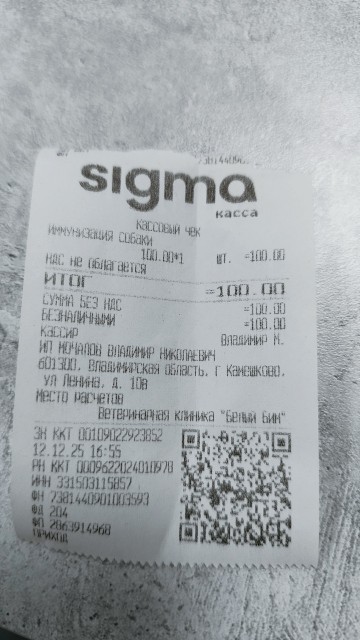 sigma
касса
КАССОВЫЙ ЧЕК
ИММУНИЗАЦИЯ СОБАКИ
100.00*1 ШТ. =100.00
НДС НЕ ОБЛАГАЕТСЯ
ИТОГ =100.00
СУММА БЕЗ НДС =100.00
БЕЗНАЛИЧНЫМИ =100.00
КАССИР Владимир М.
ИП МОЧАЛОВ ВЛАДИМИР НИКОЛАЕВИЧ
601300, Владимирская область, г Камешково,
ул Ленина, д. 10в
МЕСТО РАСЧЕТОВ
Ветеринарная клиника "Белый Бим"
ЗН ККТ 00109022923852
12.12.25 16:55
РН ККТ 0009622024010978
ИНН 331503115857
ФН 7381440901003593
ФД 204
ФП 2863914968
ПРИХОД